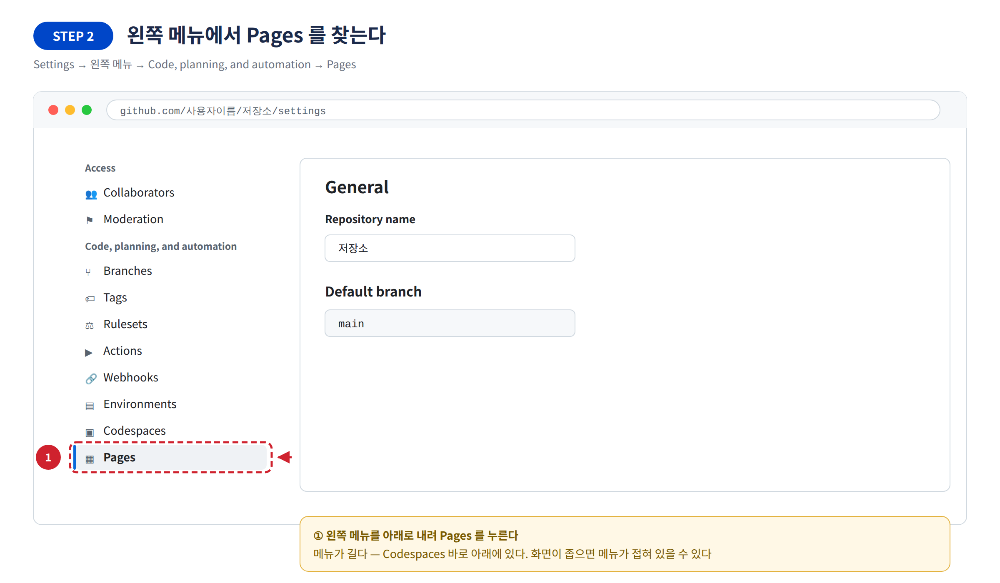 STEP 2
왼쪽 메뉴에서 Pages 를 찾는다
Settings → 왼쪽 메뉴 → Code, planning, and automation → Pages
github.com/사용자이름/저장소/settings
Access
Collaborators
Moderation
Code, planning, and automation
Branches
Tags
Rulesets
Actions
Webhooks
Environments
Codespaces
1
Pages
General
Repository name
저장소
Default branch
main
① 왼쪽 메뉴를 아래로 내려 Pages 를 누른다
메뉴가 길다 — Codespaces 바로 아래에 있다. 화면이 좁으면 메뉴가 접혀 있을 수 있다